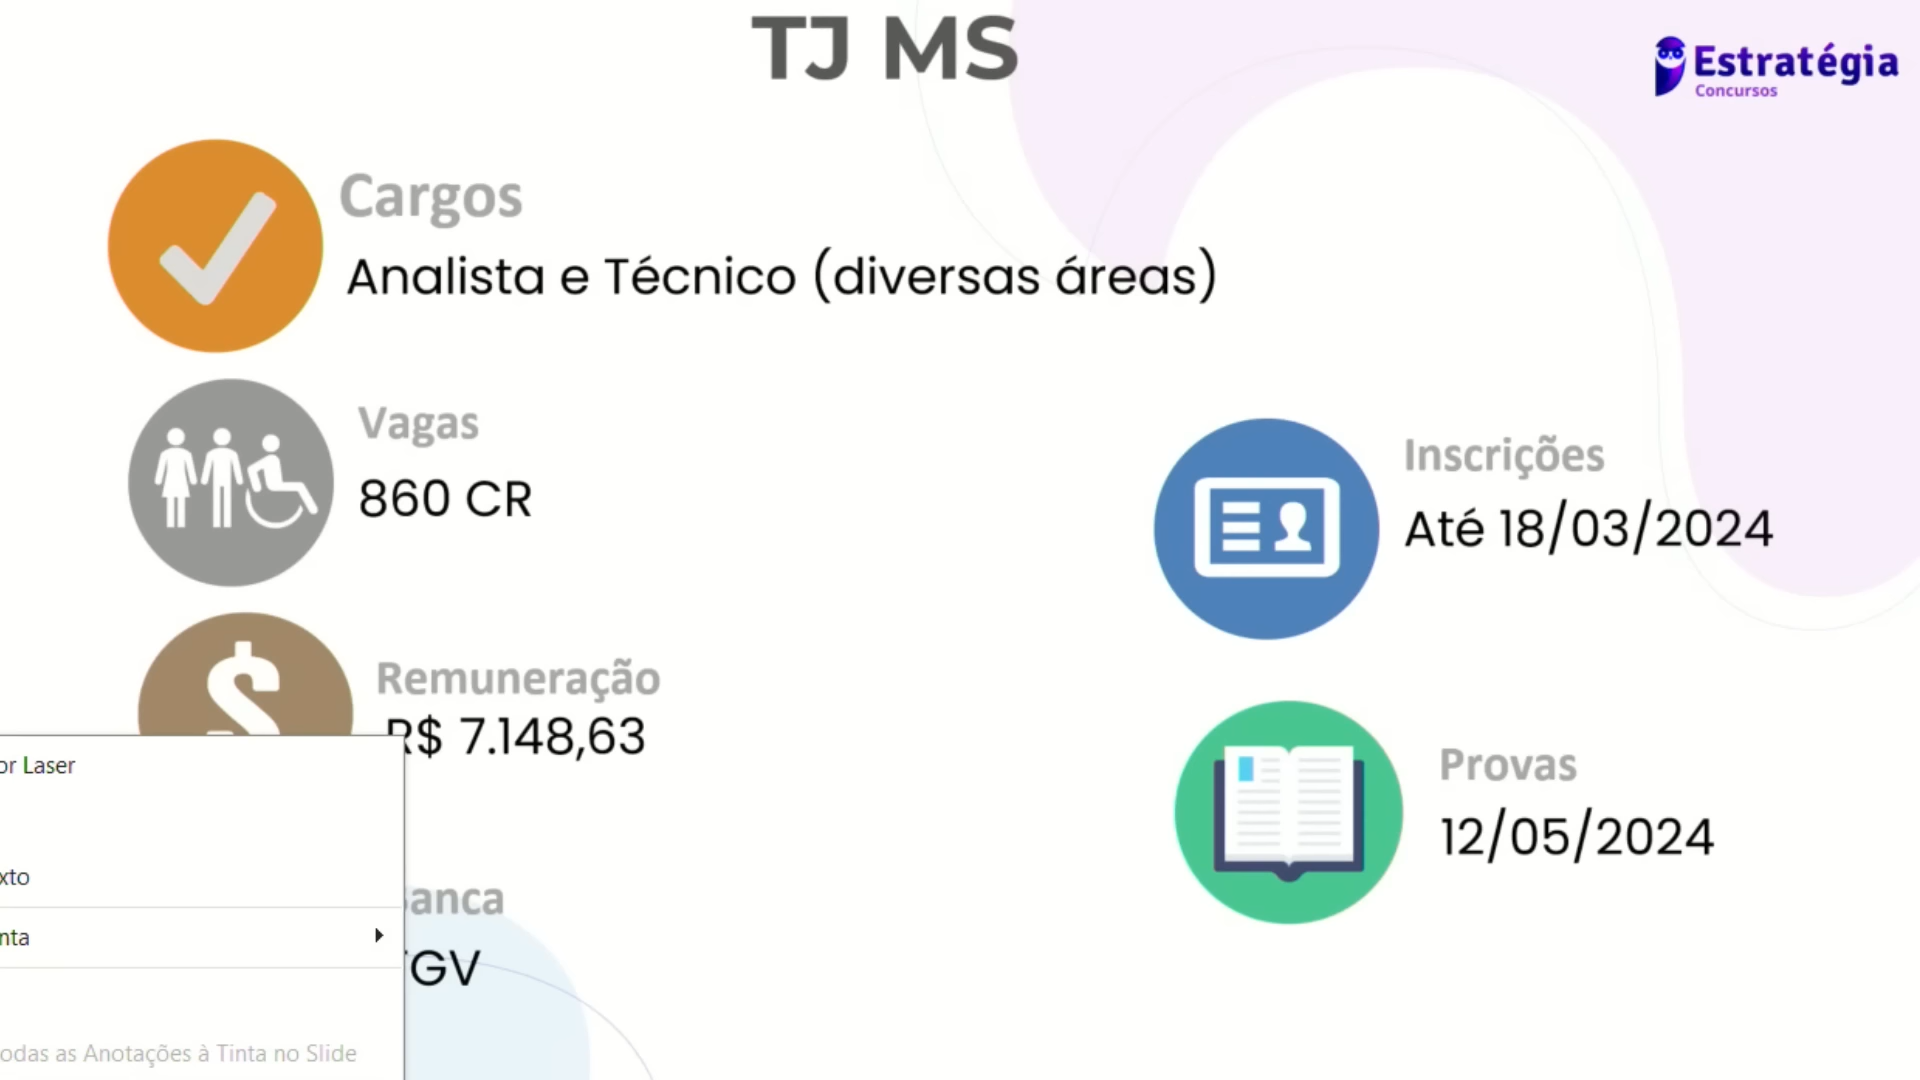 TJ MS
Estratégia
Concursos
Cargos
Analista e Técnico (diversas áreas)
Vagas
860 CR
Inscrições
Até 18/03/2024
Remuneração
R$ 7.148,63
or Laser
Provas
12/05/2024
xto
anca
nta
GV
odas as Anotações à Tinta no Slide